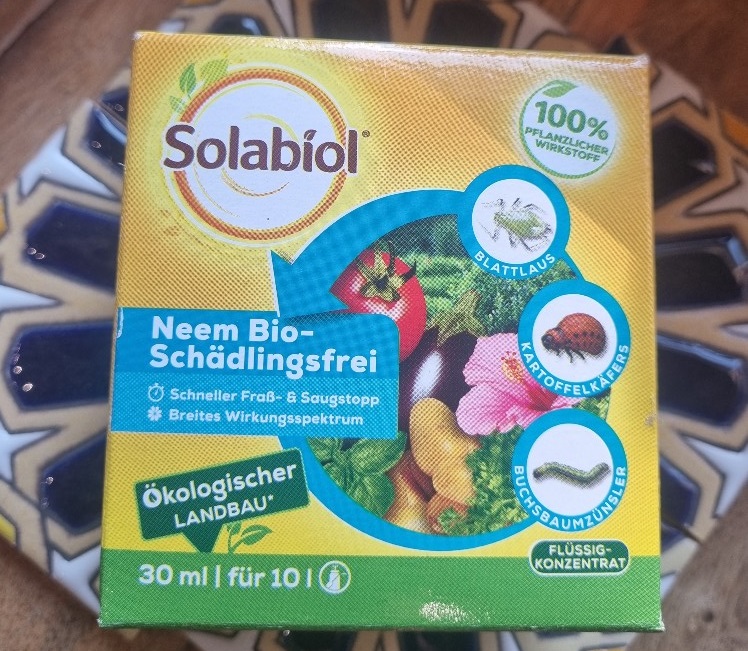 Solabiol®
100%
PFLANZLICHER
WIRKSTOFF
BLATTLAUS
KARTOFFELKÄFERS
BUCHSBAUMZÜNSLER
Neem Bio-
Schädlingsfrei
Schneller Fraß- & Saugstopp
Breites Wirkungsspektrum
Ökologischer
LANDBAU*
FLÜSSIG-
KONZENTRAT
30 ml | für 10 l